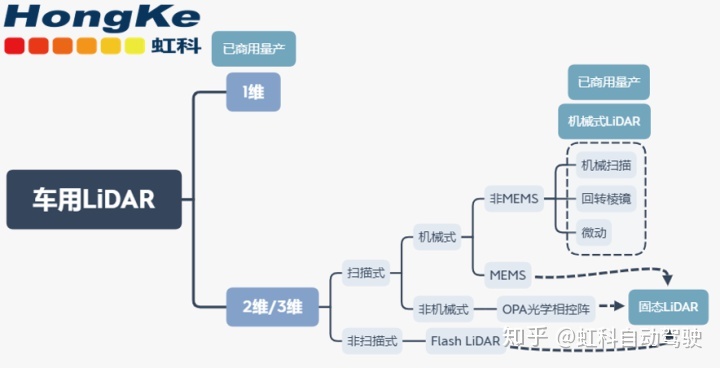 HongKe
虹科
已商用量产
1维
已商用量产
机械式LiDAR
车用LiDAR
机械扫描
非MEMS
回转棱镜
机械式
微动
扫描式
MEMS
2维/3维
非机械式
OPA光学相控阵
固态LiDAR
非扫描式
Flash LiDAR
知乎 @虹科自动驾驶